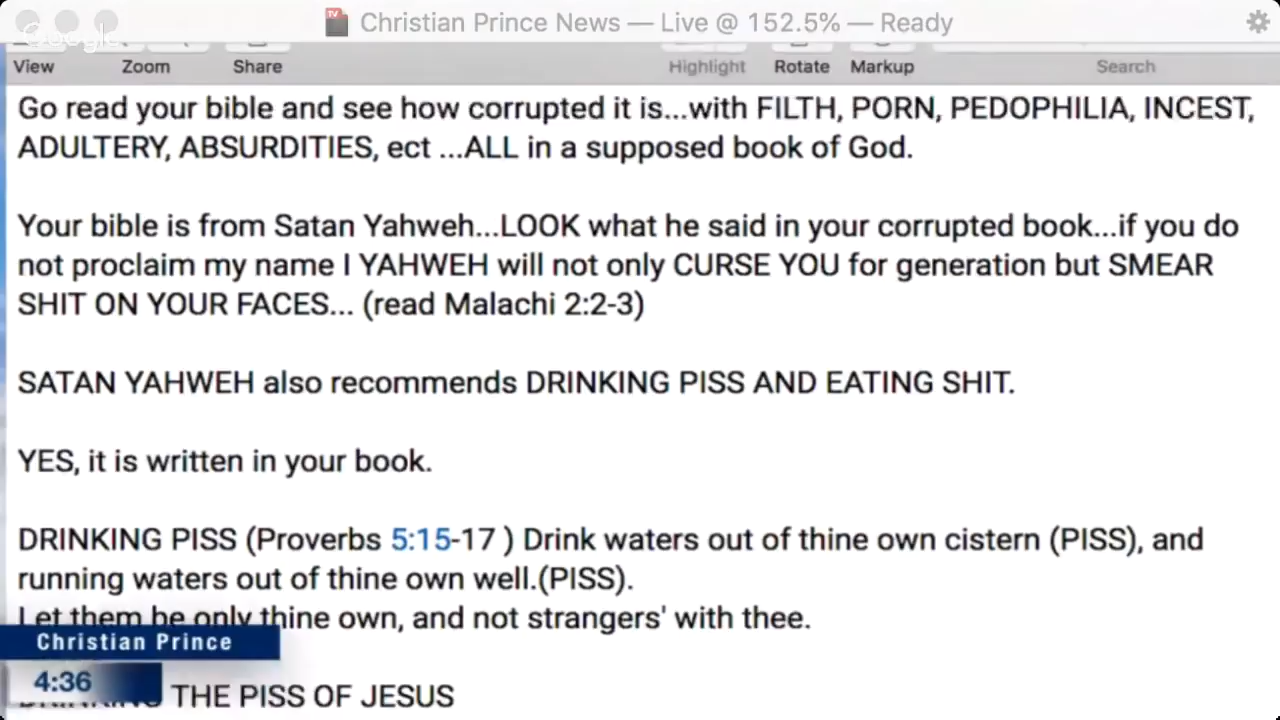 Christian Prince News — Live @ 152.5% — Ready
Google
View Zoom Share Highlight Rotate Markup Search
Go read your bible and see how corrupted it is...with FILTH, PORN, PEDOPHILIA, INCEST,
ADULTERY, ABSURDITIES, ect ...ALL in a supposed book of God.
Your bible is from Satan Yahweh...LOOK what he said in your corrupted book...if you do
not proclaim my name I YAHWEH will not only CURSE YOU for generation but SMEAR
SHIT ON YOUR FACES... (read Malachi 2:2-3)
SATAN YAHWEH also recommends DRINKING PISS AND EATING SHIT.
YES, it is written in your book.
DRINKING PISS (Proverbs 5:15-17 ) Drink waters out of thine own cistern (PISS), and
running waters out of thine own well.(PISS).
Let them be only thine own, and not strangers' with thee.
Christian Prince
4:36
THE PISS OF JESUS